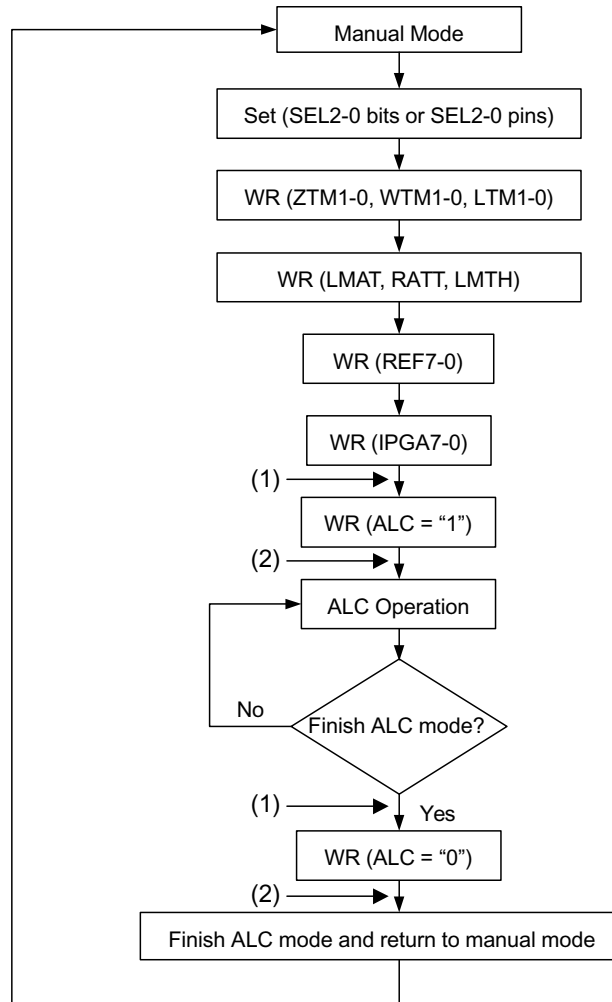 Manual Mode
Set (SEL2-0 bits or SEL2-0 pins)
WR (ZTM1-0, WTM1-0, LTM1-0)
WR (LMAT, RATT, LMTH)
WR (REF7-0)
WR (IPGA7-0)
(1)
WR (ALC = “1”)
(2)
ALC Operation
No
Finish ALC mode?
(1)
Yes
WR (ALC = “0”)
(2)
Finish ALC mode and return to manual mode